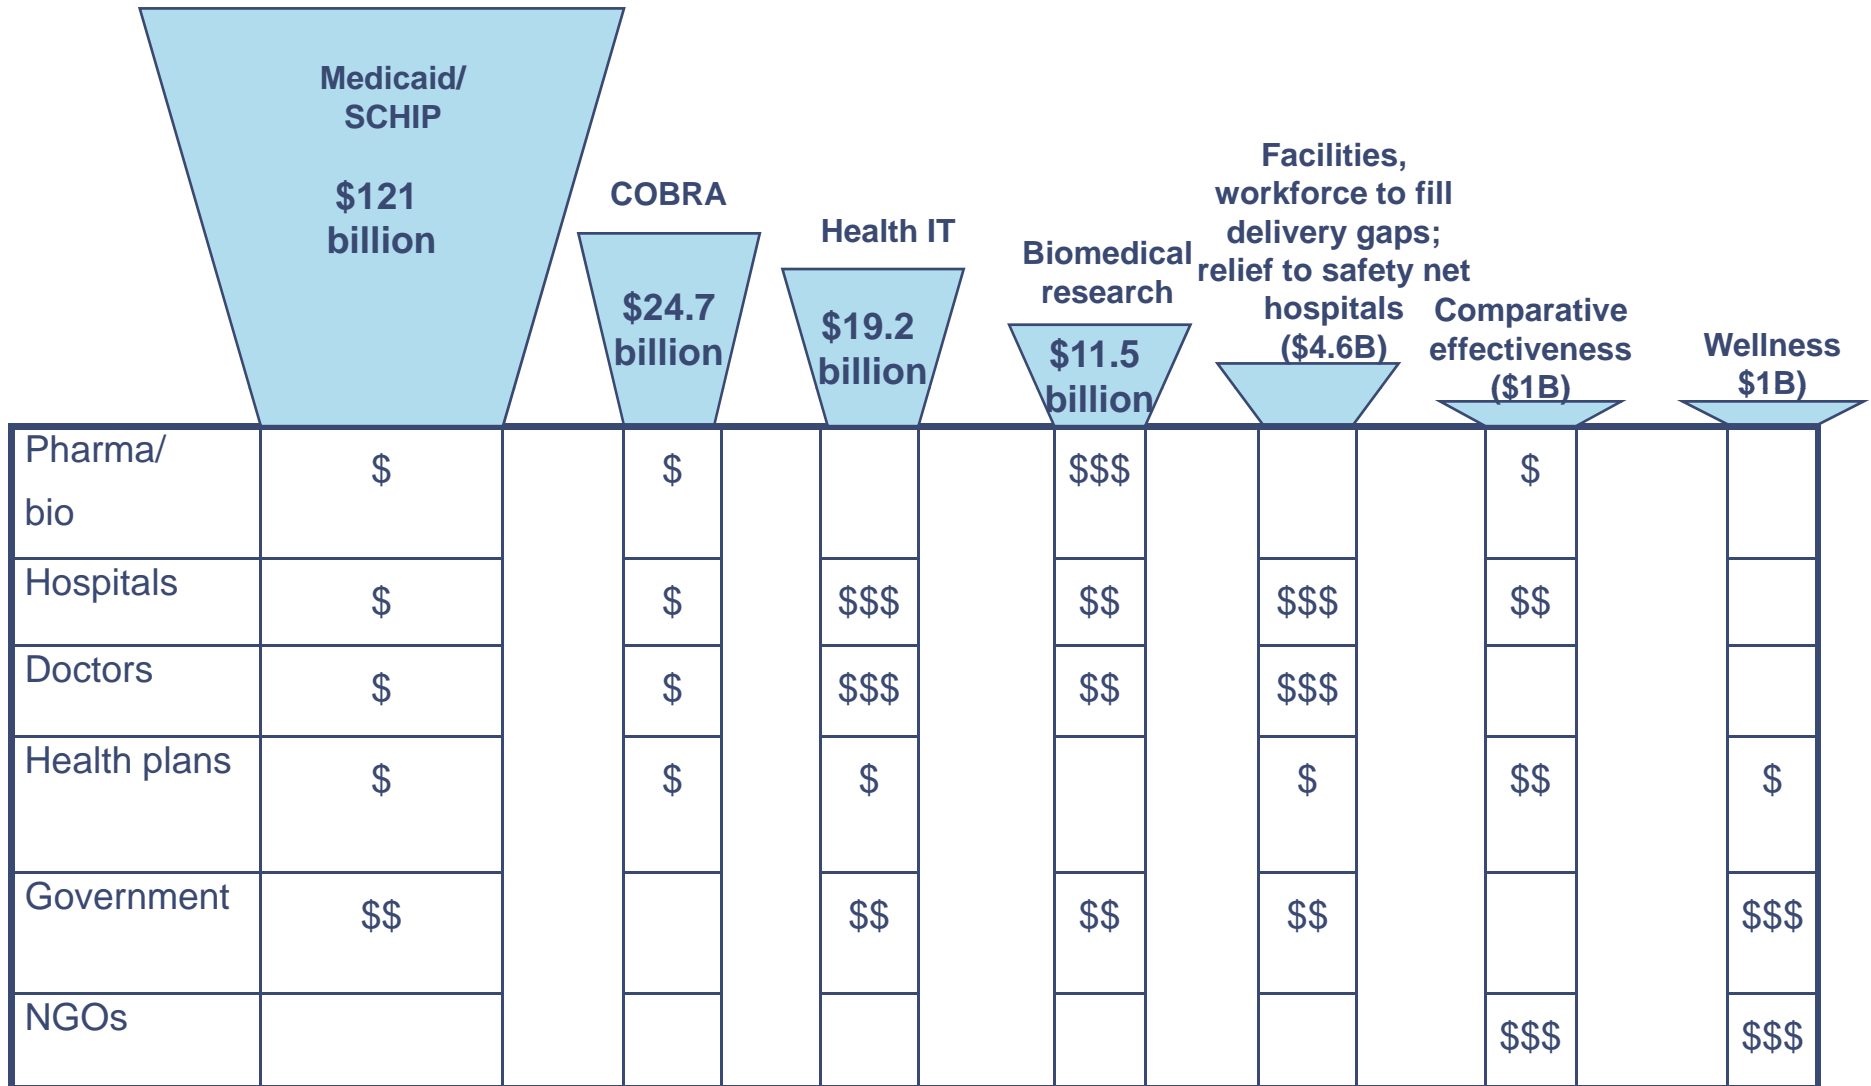 Medicaid/
SCHIP
$121
billion
COBRA
$24.7
billion
Health IT
$19.2
billion
Biomedical
research
$11.5
billion
Facilities,
workforce to fill
delivery gaps;
relief to safety net
hospitals
($4.6B)
Comparative
effectiveness
($1B)
Wellness
$1B)
Pharma/
bio
$ $ $$$ $
Hospitals
$ $ $$$ $$ $$$ $$
Doctors
$ $ $$$ $$ $$$
Health plans
$ $ $ $ $$ $
Government
$$ $$ $$ $$ $$$
NGOs
$$$ $$$